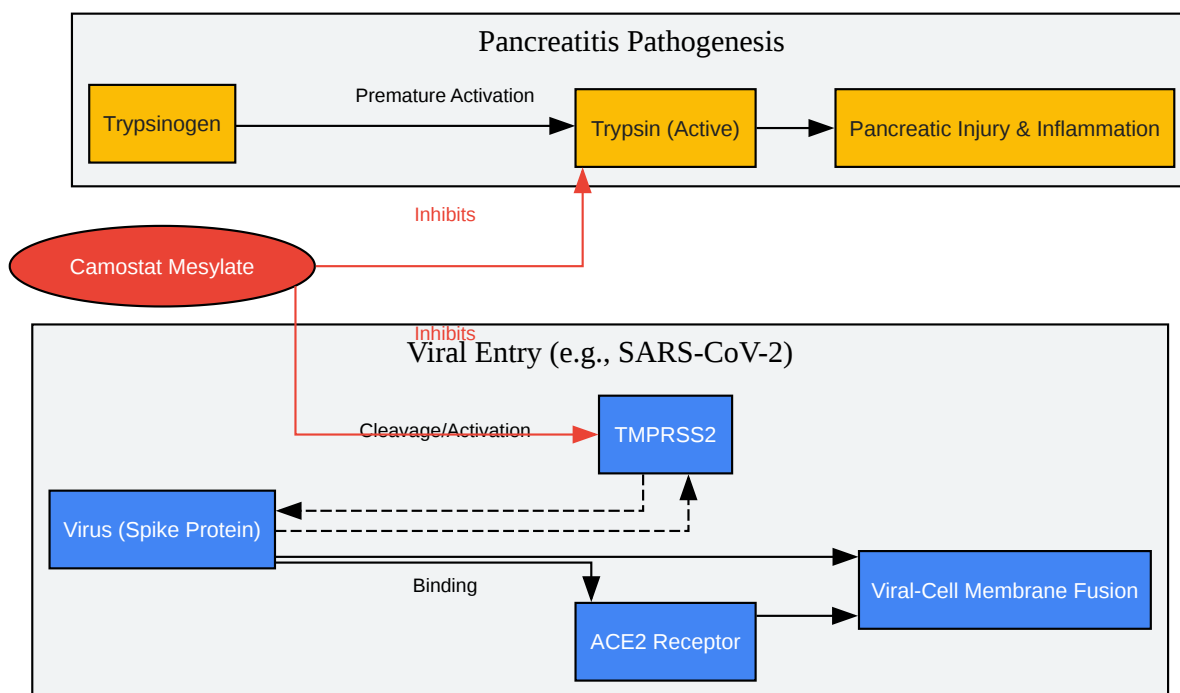 Pancreatitis Pathogenesis
Premature Activation
Trypsinogen
Trypsin (Active)
Pancreatic Injury & Inflammation
Inhibits
Camostat Mesylate
Inhibits
Viral Entry (e.g., SARS-CoV-2)
Cleavage/Activation
TMPRSS2
Virus (Spike Protein)
Binding
Viral-Cell Membrane Fusion
ACE2 Receptor